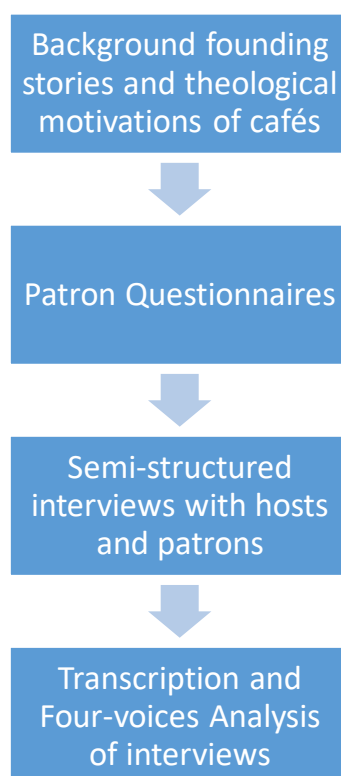 Background founding
stories and theological
motivations of cafés
Patron Questionnaires
Semi-structured
interviews with hosts
and patrons
Transcription and
Four-voices Analysis
of interviews